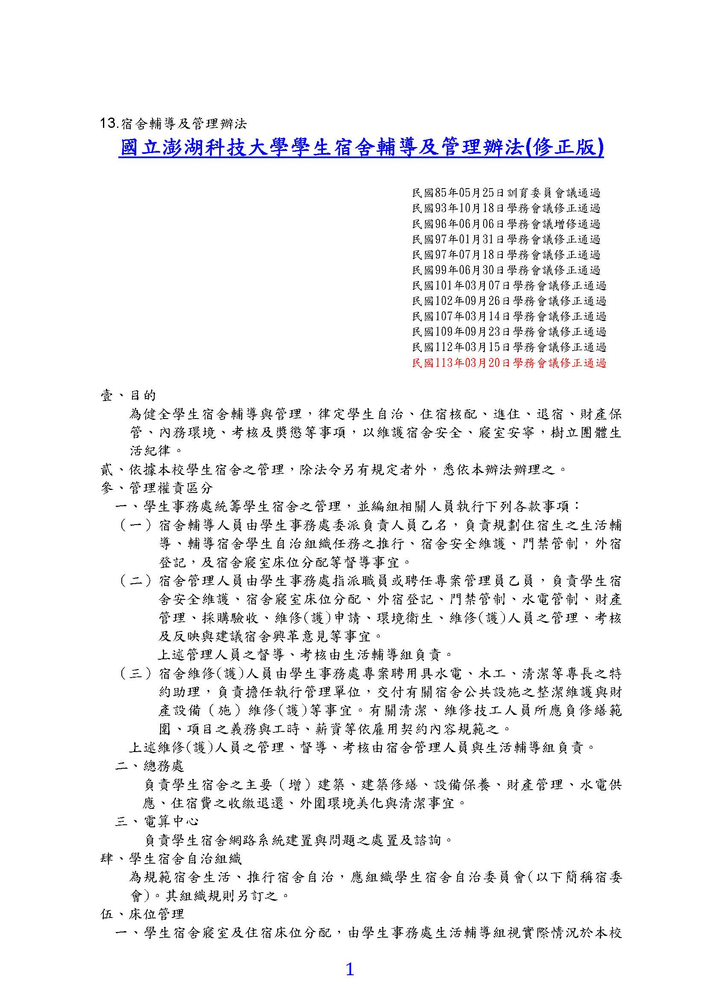 13.宿舍輔導及管理辦法
國立澎湖科技大學學生宿舍輔導及管理辦法(修正版)
民國85年05月25日訓育委員會議通過
民國93年10月18日學務會議修正通過
民國96年06月06日學務會議增修通過
民國97年01月31日學務會議修正通過
民國97年07月18日學務會議修正通過
民國99年06月30日學務會議修正通過
民國101年03月07日學務會議修正通過
民國102年09月26日學務會議修正通過
民國107年03月14日學務會議修正通過
民國109年09月23日學務會議修正通過
民國112年03月15日學務會議修正通過
民國113年03月20日學務會議修正通過
壹、目的
為健全學生宿舍輔導與管理，律定學生自治、住宿核配、進住、退宿、財產保
管、內務環境、考核及獎懲等事項，以維護宿舍安全、寢室安寧，樹立團體生
活紀律。
貳、依據本校學生宿舍之管理，除法令另有規定者外，悉依本辦法辦理之。
參、管理權責區分
一、學生事務處統籌學生宿舍之管理，並編組相關人員執行下列各款事項：
（一）宿舍輔導人員由學生事務處委派負責人員乙名，負責規劃住宿生之生活輔
導、輔導宿舍學生自治組織任務之推行、宿舍安全維護、門禁管制，外宿
登記，及宿舍寢室床位分配等督導事宜。
（二）宿舍管理人員由學生事務處指派職員或聘任專案管理員乙員，負責學生宿
舍安全維護、宿舍寢室床位分配、外宿登記、門禁管制、水電管制、財產
管理、採購驗收、維修(護)申請、環境衛生、維修(護)人員之管理、考核
及反映與建議宿舍興革意見等事宜。
上述管理人員之督導、考核由生活輔導組負責。
（三）宿舍維修(護)人員由學生事務處專案聘用具水電、木工、清潔等專長之特
約助理，負責擔任執行管理單位，交付有關宿舍公共設施之整潔維護與財
產設備（施）維修(護)等事宜。有關清潔、維修技工人員所應負修繕範
圍、項目之義務與工時、薪資等依雇用契約內容規範之。
上述維修(護)人員之管理、督導、考核由宿舍管理人員與生活輔導組負責。
二、總務處
負責學生宿舍之主要（增）建築、建築修繕、設備保養、財產管理、水電供
應、住宿費之收繳退還、外圍環境美化與清潔事宜。
三、電算中心
負責學生宿舍網路系統建置與問題之處置及諮詢。
肆、學生宿舍自治組織
為規範宿舍生活、推行宿舍自治，應組織學生宿舍自治委員會(以下簡稱宿委
會)。其組織規則另訂之。
伍、床位管理
一、學生宿舍寢室及住宿床位分配，由學生事務處生活輔導組視實際情況於本校
1